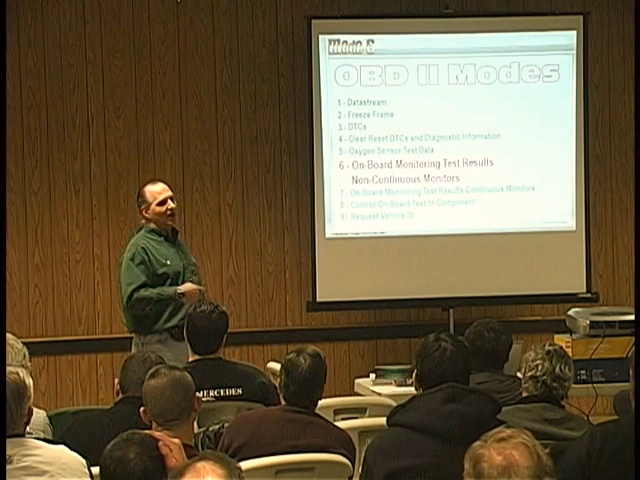 Mode 6
OBD II Modes
1 - Datastream
2 - Freeze Frame
3 - DTCs
4 - Clear Reset DTCs and Diagnostic Information
5 - Oxygen Sensor Test Data
6 - On-Board Monitoring Test Results
Non-Continuous Monitors
7 - On-Board Monitoring Test Results Continuous Monitors
8 - Control On-Board Test or Component
9 - Request Vehicle ID
MERCEDES